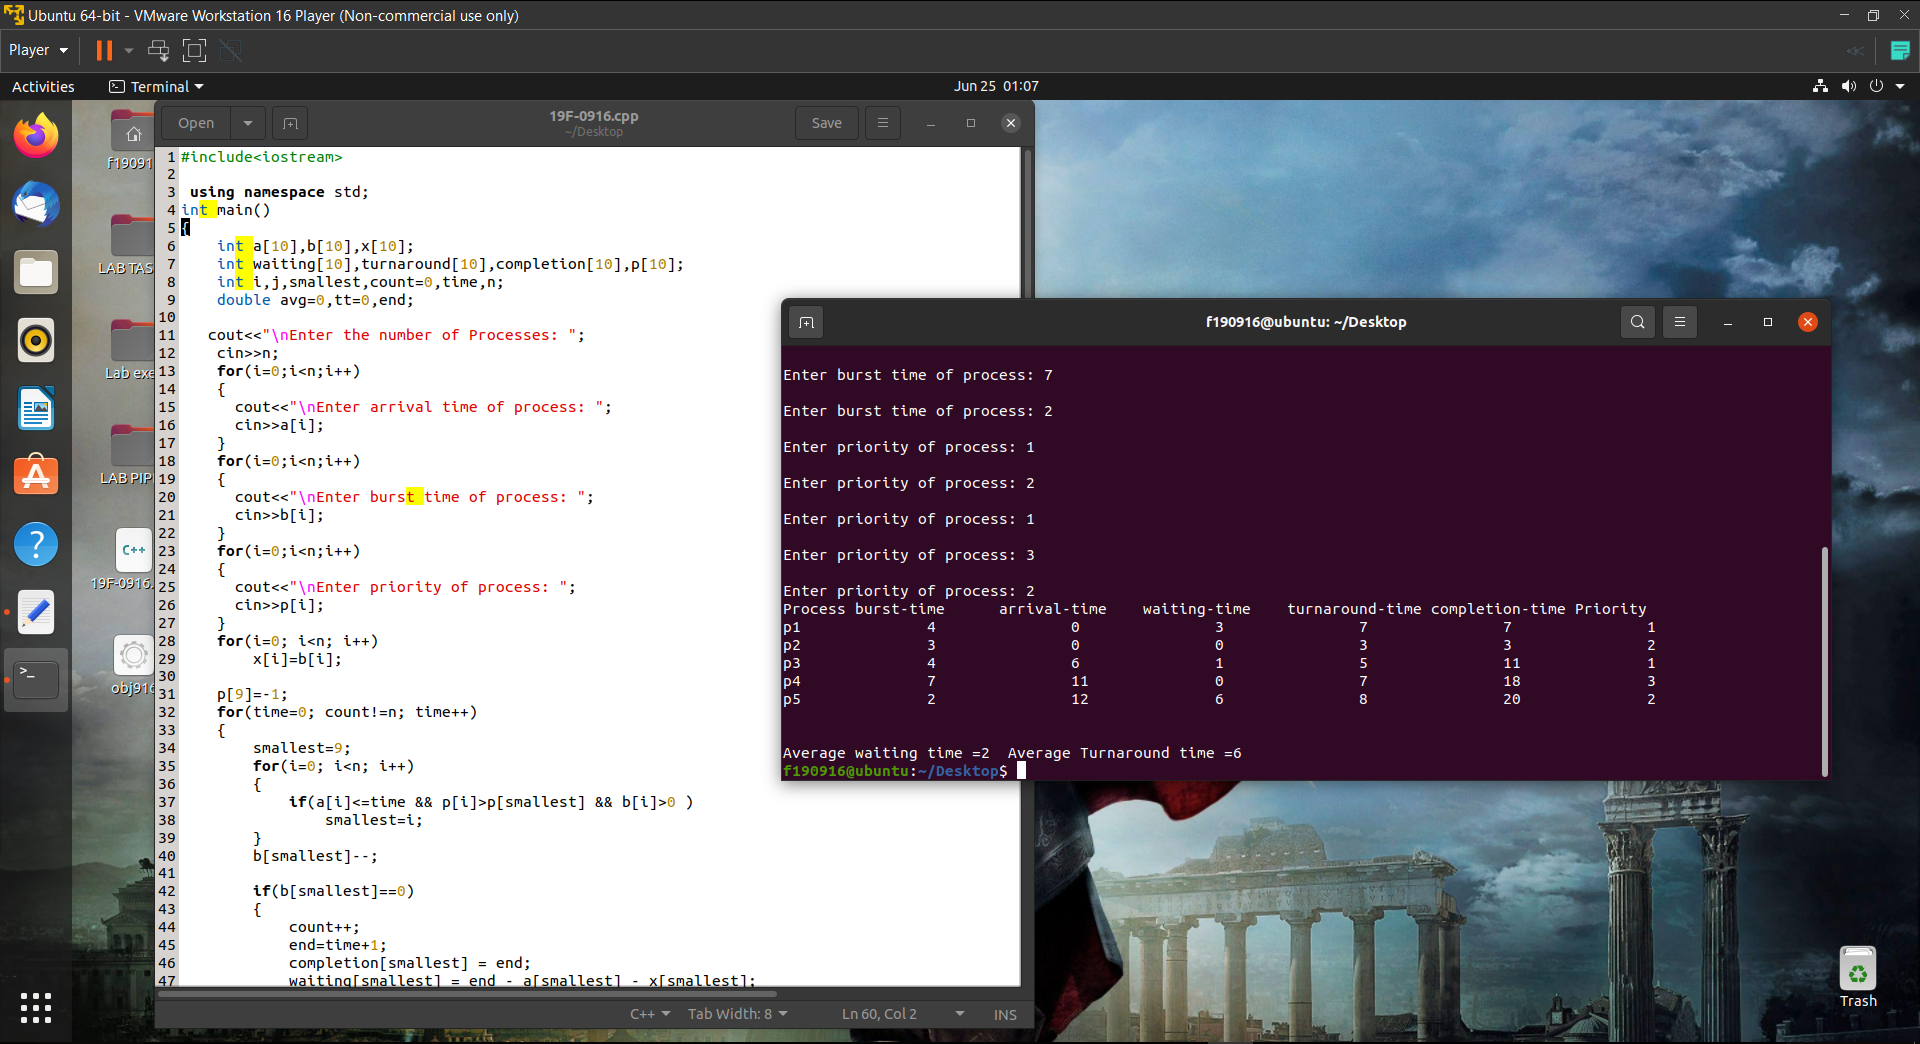 Ubuntu 64-bit - VMware Workstation 16 Player (Non-commercial use only)
Player
Activities
Terminal
Jun 25 01:07
Open
19F-0916.cpp
~/Desktop
Save
1 #include<iostream>
2
3 using namespace std;
4 int main()
5 {
6 int a[10],b[10],x[10];
7 int waiting[10],turnaround[10],completion[10],p[10];
8 int i,j,smallest,count=0,time,n;
9 double avg=0,tt=0,end;
10
11 cout<<"\nEnter the number of Processes: ";
12 cin>>n;
13 for(i=0;i<n;i++)
14 {
15 cout<<"\nEnter arrival time of process: ";
16 cin>>a[i];
17 }
18 for(i=0;i<n;i++)
19 {
20 cout<<"\nEnter burst time of process: ";
21 cin>>b[i];
22 }
23 for(i=0;i<n;i++)
24 {
25 cout<<"\nEnter priority of process: ";
26 cin>>p[i];
27 }
28 for(i=0; i<n; i++)
29 x[i]=b[i];
30
31 p[9]=-1;
32 for(time=0; count!=n; time++)
33 {
34 smallest=9;
35 for(i=0; i<n; i++)
36 {
37 if(a[i]<=time && p[i]>p[smallest] && b[i]>0 )
38 smallest=i;
39 }
40 b[smallest]--;
41
42 if(b[smallest]==0)
43 {
44 count++;
45 end=time+1;
46 completion[smallest] = end;
47 waiting[smallest] = end - a[smallest] - x[smallest];
C++
Tab Width: 8
Ln 60, Col 2
INS
f190916@ubuntu: ~/Desktop
Enter burst time of process: 7
Enter burst time of process: 2
Enter priority of process: 1
Enter priority of process: 2
Enter priority of process: 1
Enter priority of process: 3
Enter priority of process: 2
Process burst-time arrival-time waiting-time turnaround-time completion-time Priority
p1 4 0 3 7 7 1
p2 3 0 0 3 3 2
p3 4 6 1 5 11 1
p4 7 11 0 7 18 3
p5 2 12 6 8 20 2
Average waiting time =2 Average Turnaround time =6
f190916@ubuntu:~/Desktop$
f19091
LAB TAS
Lab exe
LAB PIP
C++
19F-0916.
obj916
Trash